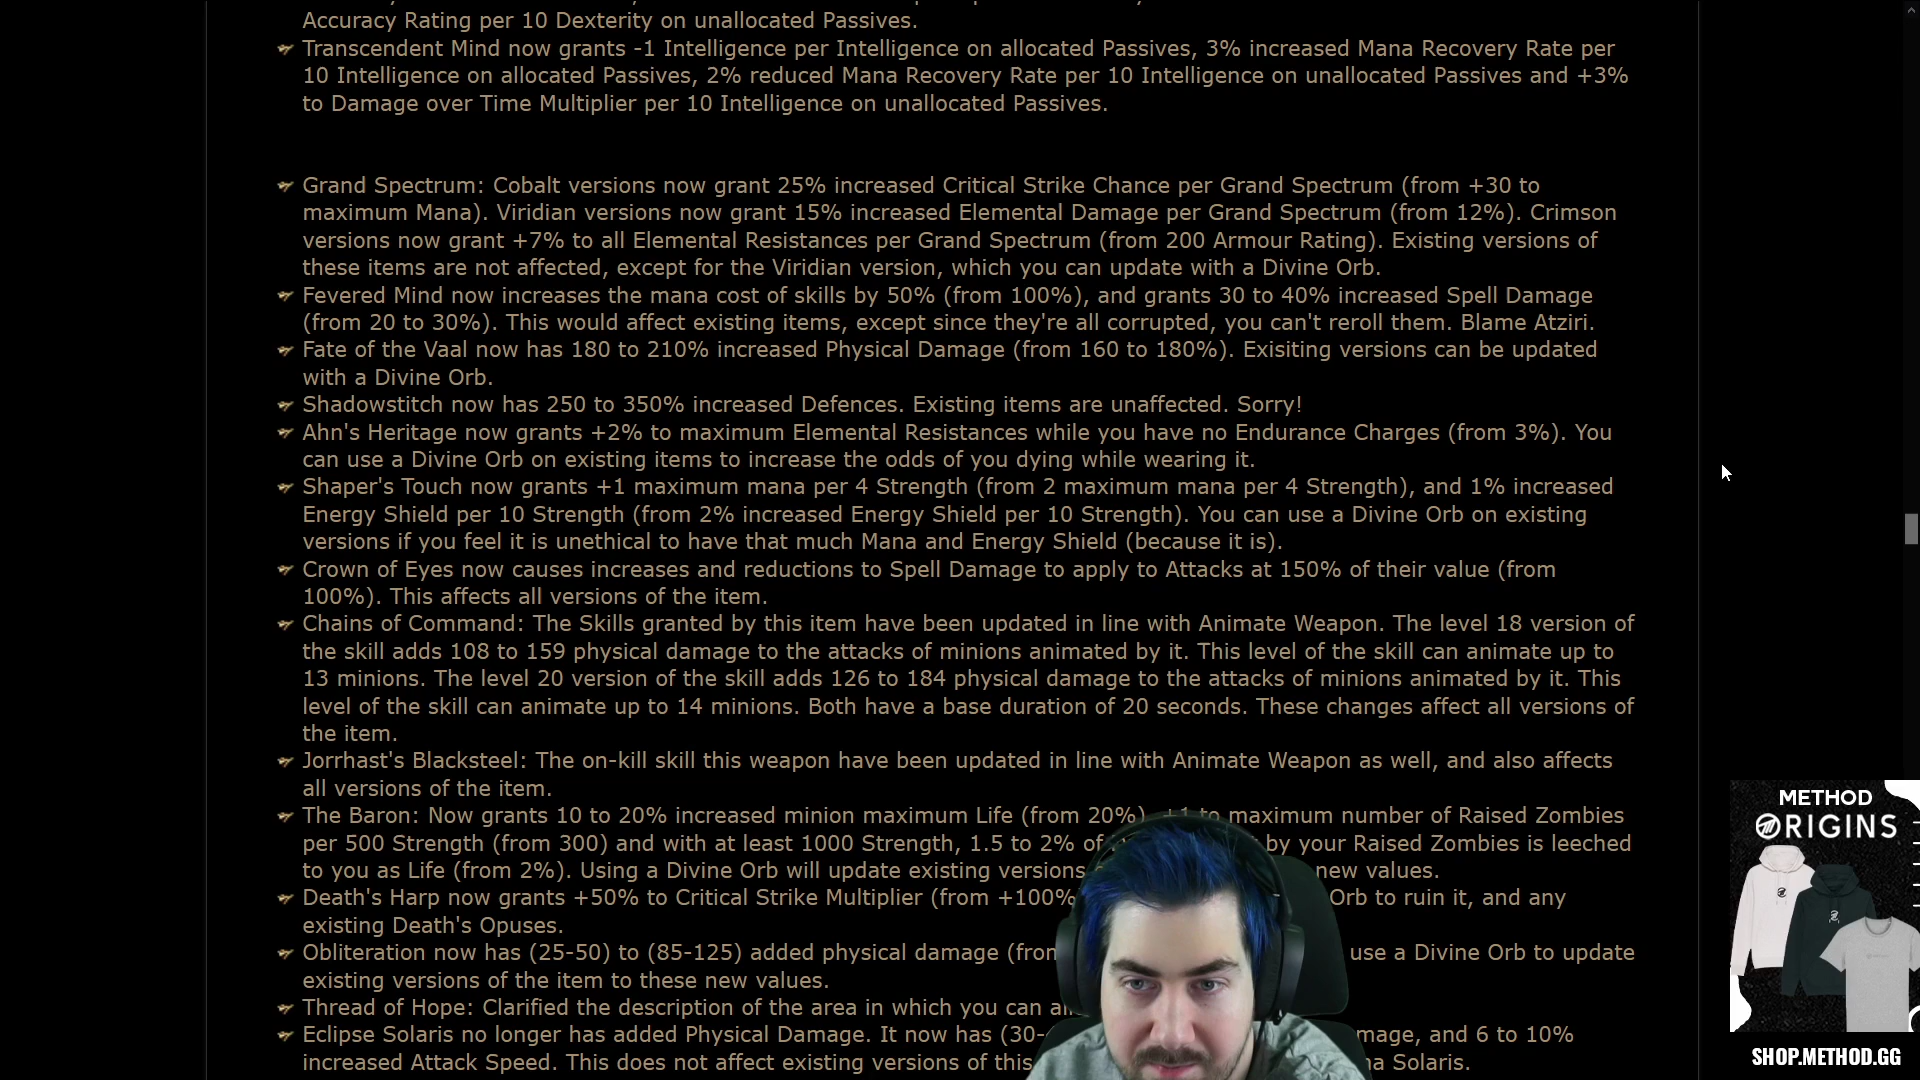 Accuracy Rating per 10 Dexterity on unallocated Passives.
Transcendent Mind now grants -1 Intelligence per Intelligence on allocated Passives, 3% increased Mana Recovery Rate per
10 Intelligence on allocated Passives, 2% reduced Mana Recovery Rate per 10 Intelligence on unallocated Passives and +3%
to Damage over Time Multiplier per 10 Intelligence on unallocated Passives.
Grand Spectrum: Cobalt versions now grant 25% increased Critical Strike Chance per Grand Spectrum (from +30 to
maximum Mana). Viridian versions now grant 15% increased Elemental Damage per Grand Spectrum (from 12%). Crimson
versions now grant +7% to all Elemental Resistances per Grand Spectrum (from 200 Armour Rating). Existing versions of
these items are not affected, except for the Viridian version, which you can update with a Divine Orb.
Fevered Mind now increases the mana cost of skills by 50% (from 100%), and grants 30 to 40% increased Spell Damage
(from 20 to 30%). This would affect existing items, except since they're all corrupted, you can't reroll them. Blame Atziri.
Fate of the Vaal now has 180 to 210% increased Physical Damage (from 160 to 180%). Exisiting versions can be updated
with a Divine Orb.
Shadowstitch now has 250 to 350% increased Defences. Existing items are unaffected. Sorry!
Ahn's Heritage now grants +2% to maximum Elemental Resistances while you have no Endurance Charges (from 3%). You
can use a Divine Orb on existing items to increase the odds of you dying while wearing it.
Shaper's Touch now grants +1 maximum mana per 4 Strength (from 2 maximum mana per 4 Strength), and 1% increased
Energy Shield per 10 Strength (from 2% increased Energy Shield per 10 Strength). You can use a Divine Orb on existing
versions if you feel it is unethical to have that much Mana and Energy Shield (because it is).
Crown of Eyes now causes increases and reductions to Spell Damage to apply to Attacks at 150% of their value (from
100%). This affects all versions of the item.
Chains of Command: The Skills granted by this item have been updated in line with Animate Weapon. The level 18 version of
the skill adds 108 to 159 physical damage to the attacks of minions animated by it. This level of the skill can animate up to
13 minions. The level 20 version of the skill adds 126 to 184 physical damage to the attacks of minions animated by it. This
level of the skill can animate up to 14 minions. Both have a base duration of 20 seconds. These changes affect all versions of
the item.
Jorrhast's Blacksteel: The on-kill skill this weapon have been updated in line with Animate Weapon as well, and also affects
all versions of the item.
The Baron: Now grants 10 to 20% increased minion maximum Life (from 20%), +1 to maximum number of Raised Zombies
per 500 Strength (from 300) and with at least 1000 Strength, 1.5 to 2% of by your Raised Zombies is leeched
to you as Life (from 2%). Using a Divine Orb will update existing versions new values.
Death's Harp now grants +50% to Critical Strike Multiplier (from +100% Orb to ruin it, and any
existing Death's Opuses.
Obliteration now has (25-50) to (85-125) added physical damage (from use a Divine Orb to update
existing versions of the item to these new values.
Thread of Hope: Clarified the description of the area in which you can
Eclipse Solaris no longer has added Physical Damage. It now has (30- and 6 to 10%
increased Attack Speed. This does not affect existing versions of this Solaris.
METHOD
ORIGINS
SHOP.METHOD.GG